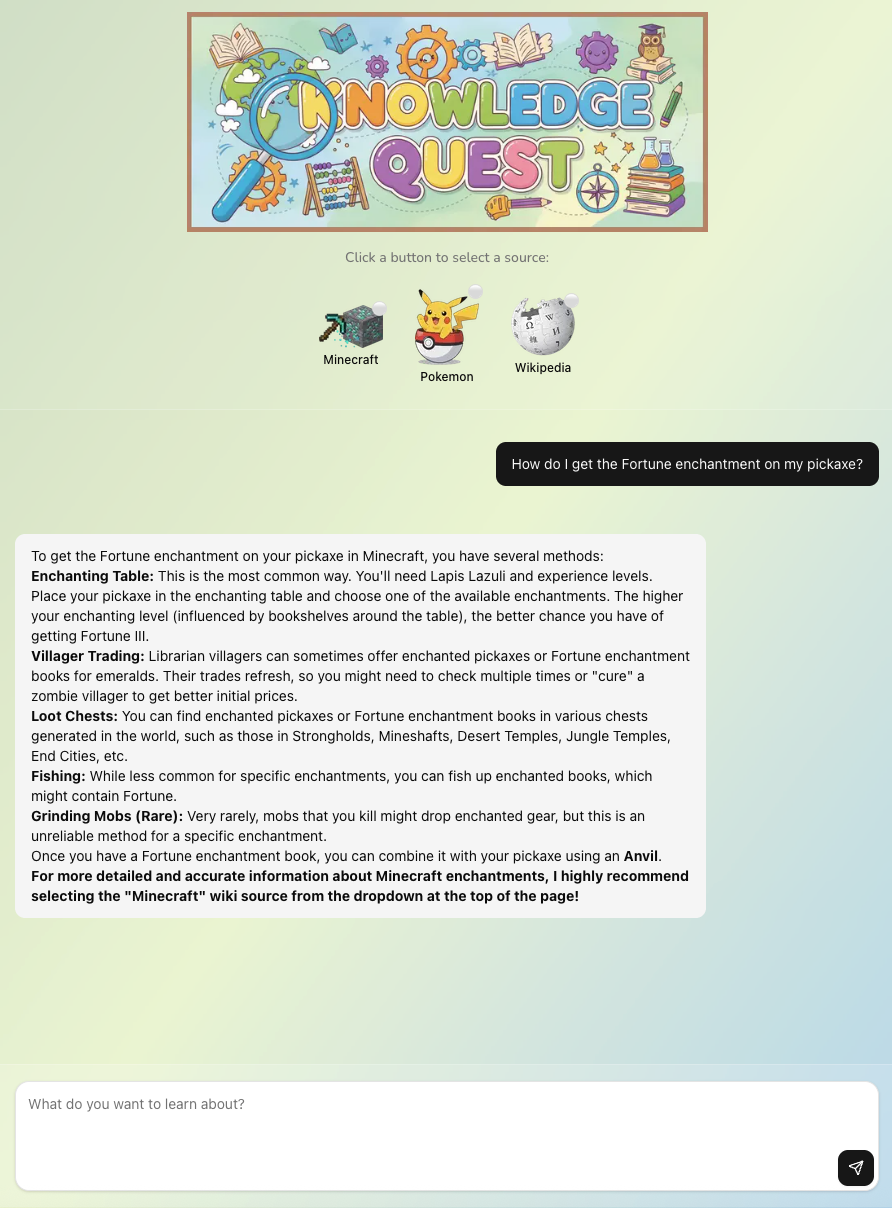 KNOWLEDGE
QUEST
Click a button to select a source:
Minecraft
Pokemon
Wikipedia
How do I get the Fortune enchantment on my pickaxe?
To get the Fortune enchantment on your pickaxe in Minecraft, you have several methods:
Enchanting Table: This is the most common way. You'll need Lapis Lazuli and experience levels.
Place your pickaxe in the enchanting table and choose one of the available enchantments. The higher
your enchanting level (influenced by bookshelves around the table), the better chance you have of
getting Fortune III.
Villager Trading: Librarian villagers can sometimes offer enchanted pickaxes or Fortune enchantment
books for emeralds. Their trades refresh, so you might need to check multiple times or "cure" a
zombie villager to get better initial prices.
Loot Chests: You can find enchanted pickaxes or Fortune enchantment books in various chests
generated in the world, such as those in Strongholds, Mineshafts, Desert Temples, Jungle Temples,
End Cities, etc.
Fishing: While less common for specific enchantments, you can fish up enchanted books, which
might contain Fortune.
Grinding Mobs (Rare): Very rarely, mobs that you kill might drop enchanted gear, but this is an
unreliable method for a specific enchantment.
Once you have a Fortune enchantment book, you can combine it with your pickaxe using an Anvil.
For more detailed and accurate information about Minecraft enchantments, I highly recommend
selecting the "Minecraft" wiki source from the dropdown at the top of the page!
What do you want to learn about?